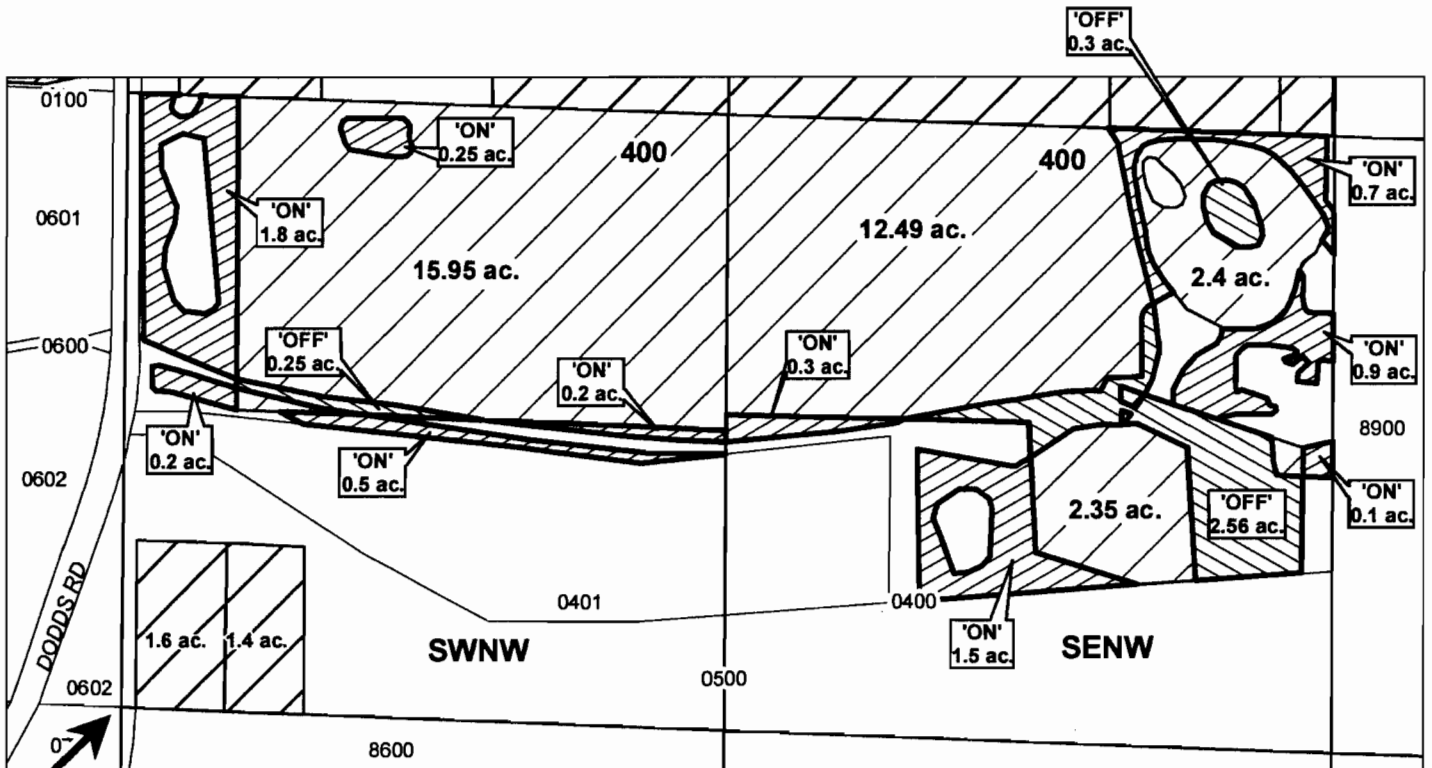 'OFF'
0.3 ac.
0100
'ON'
0.25 ac.
400
400
'ON'
0.7 ac.
0601
'ON'
1.8 ac.
12.49 ac.
15.95 ac.
2.4 ac.
0600
'OFF'
0.25 ac.
'ON'
0.2 ac.
'ON'
0.3 ac.
'ON'
0.9 ac.
'ON'
0.2 ac.
'ON'
0.5 ac.
8900
0602
2.35 ac.
'OFF'
2.56 ac.
'ON'
0.1 ac.
DODDS RD
0401
0400
1.6 ac.
1.4 ac.
SWNW
'ON'
1.5 ac.
SENW
0602
0500
8600